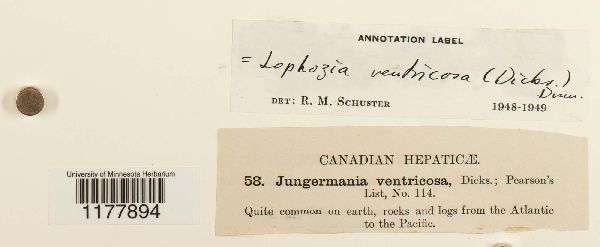 ANNOTATION LABEL
= Lophozia ventricosa (Dicks.)
Dum.
DET: R. M. SCHUSTER 1948-1949
University of Minnesota Herbarium
1177894
CANADIAN HEPATICÆ.
58. Jungermania ventricosa, Dicks.; Pearson's
List, No. 114.
Quite common on earth, rocks and logs from the Atlantic
to the Pacific.